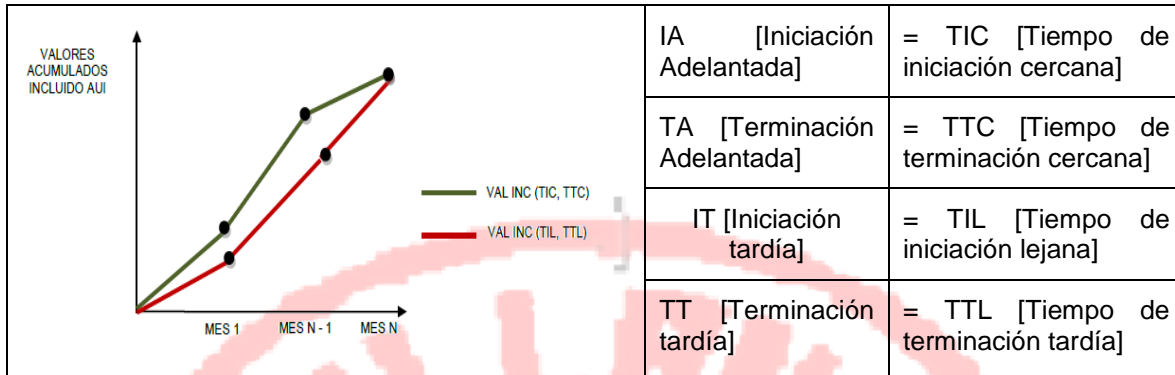 VALORES
ACUMULADOS
INCLUIDO AUI
VAL INC (TIC, TTC)
VAL INC (TIL, TTL)
MES 1
MES N - 1
MES N
IA [Iniciación
Adelantada]
= TIC [Tiempo de
iniciación cercana]
TA [Terminación
Adelantada]
= TTC [Tiempo de
terminación cercana]
IT [Iniciación
tardía]
= TIL [Tiempo de
iniciación lejana]
TT [Terminación
tardía]
= TTL [Tiempo de
terminación tardía]